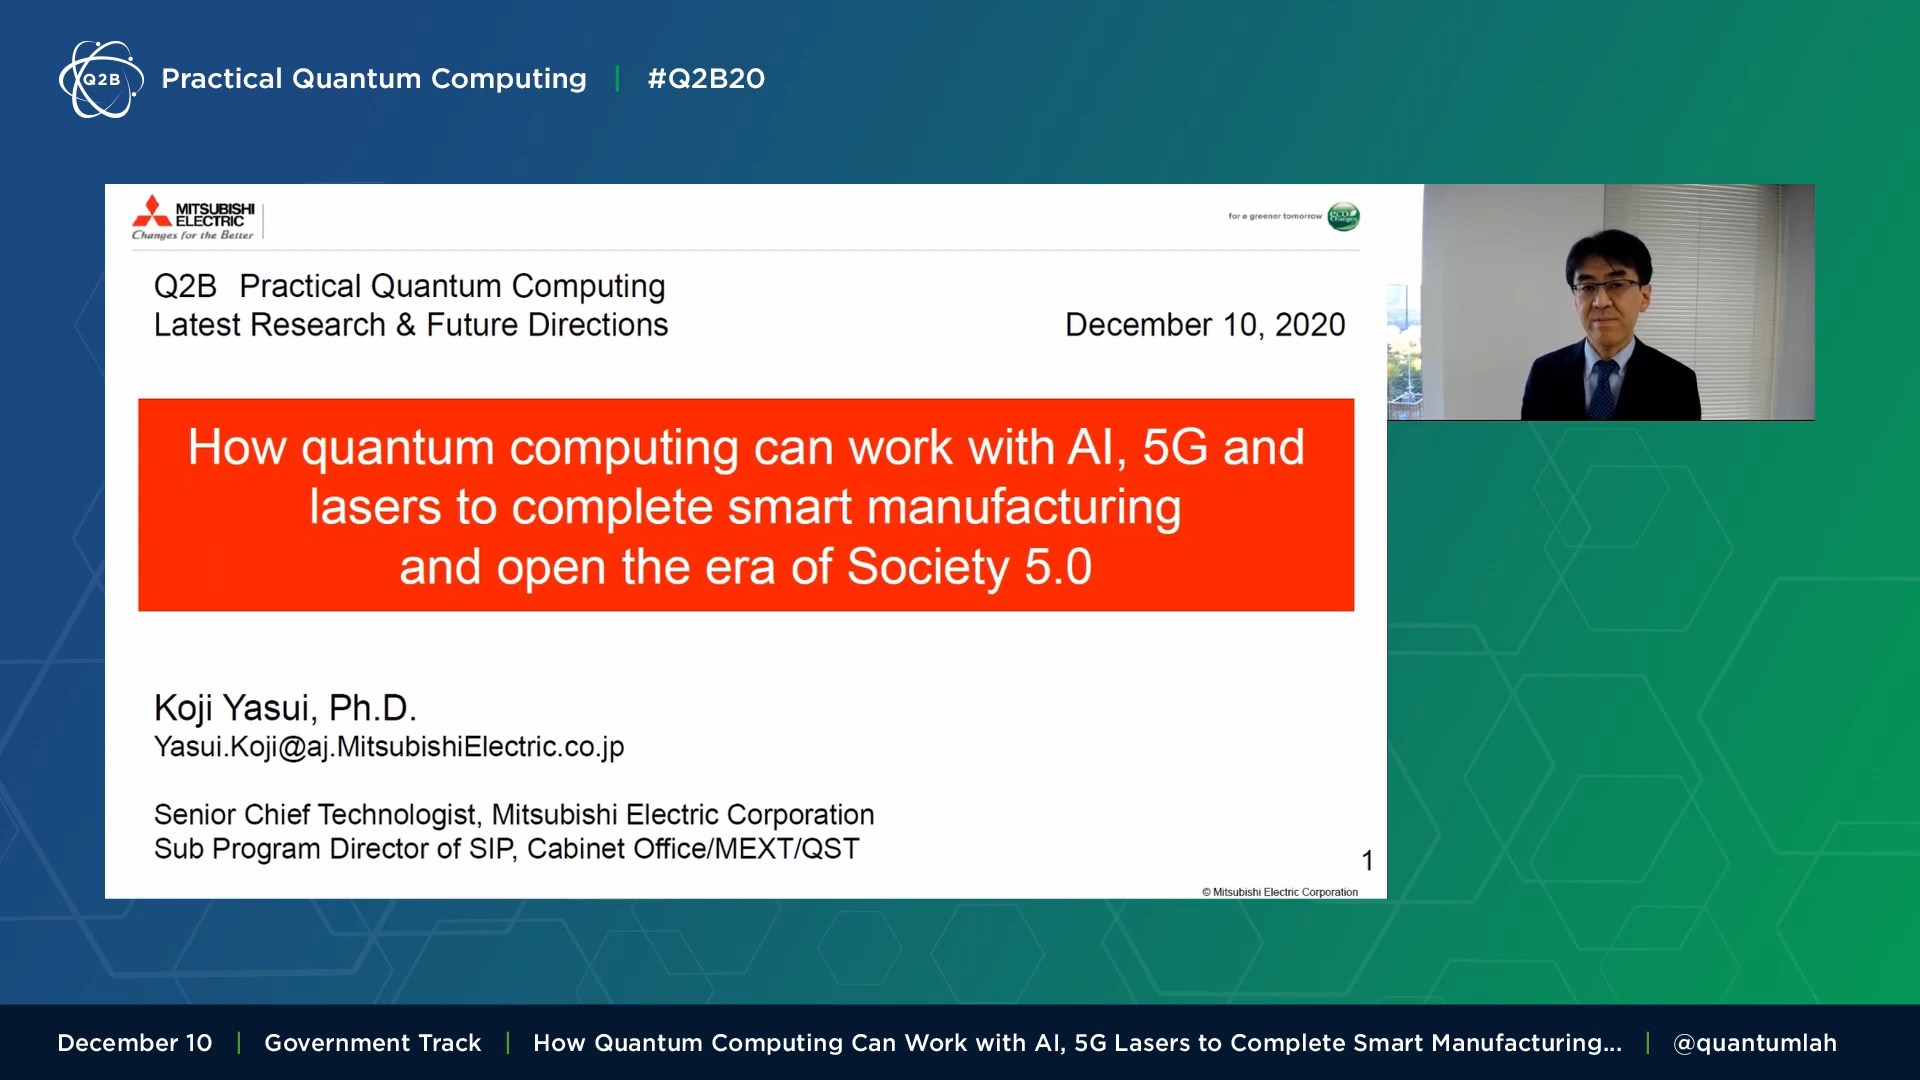 Q2B Practical Quantum Computing | #Q2B20
MITSUBISHI
ELECTRIC
Changes for the Better
for a greener tomorrow eco changes
Q2B Practical Quantum Computing
Latest Research & Future Directions
December 10, 2020
How quantum computing can work with AI, 5G and
lasers to complete smart manufacturing
and open the era of Society 5.0
Koji Yasui, Ph.D.
Yasui.Koji@aj.MitsubishiElectric.co.jp
Senior Chief Technologist, Mitsubishi Electric Corporation
Sub Program Director of SIP, Cabinet Office/MEXT/QST
1
© Mitsubishi Electric Corporation
December 10 | Government Track | How Quantum Computing Can Work with AI, 5G Lasers to Complete Smart Manufacturing... | @quantumlah